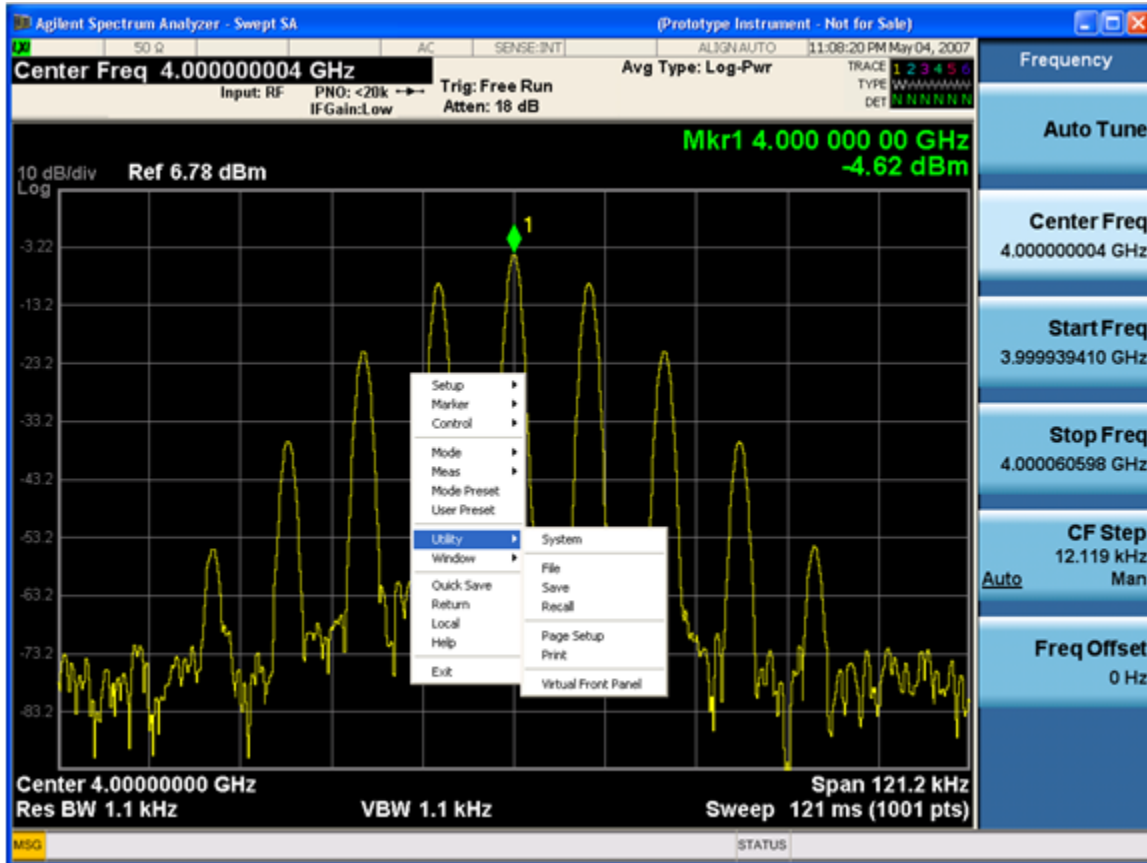 Agilent Spectrum Analyzer - Swept SA (Prototype Instrument - Not for Sale)
LXI 50 Ω AC SENSE:INT ALIGNAUTO 11:08:20 PM May 04, 2007
Center Freq 4.000000004 GHz
Input: RF PNO: <20k IFGain:Low
Trig: Free Run
Atten: 18 dB
Avg Type: Log-Pwr
TRACE 1 2 3 4 5 6
TYPE WWWWWW
DET N N N N N N
Mkr1 4.000 000 00 GHz
-4.62 dBm
10 dB/div Ref 6.78 dBm
Log
1
-3.22
-13.2
-23.2
-33.2
-43.2
-53.2
-63.2
-73.2
-83.2
Setup
Marker
Control
Mode
Meas
Mode Preset
User Preset
Utility
Window
Quick Save
Return
Local
Help
Exit
System
File
Save
Recall
Page Setup
Print
Virtual Front Panel
Center 4.00000000 GHz Span 121.2 kHz
Res BW 1.1 kHz VBW 1.1 kHz Sweep 121 ms (1001 pts)
MSG STATUS
Frequency
Auto Tune
Center Freq
4.000000004 GHz
Start Freq
3.999939410 GHz
Stop Freq
4.000060598 GHz
CF Step
12.119 kHz
Auto Man
Freq Offset
0 Hz